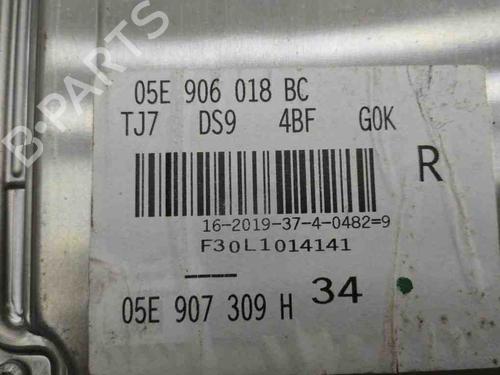 05E 906 018 BC
TJ7 DS9 4BF G0K
R
16-2019-37-4-0482=9
F30L1014141
05E 907 309 H 34
B-Parts